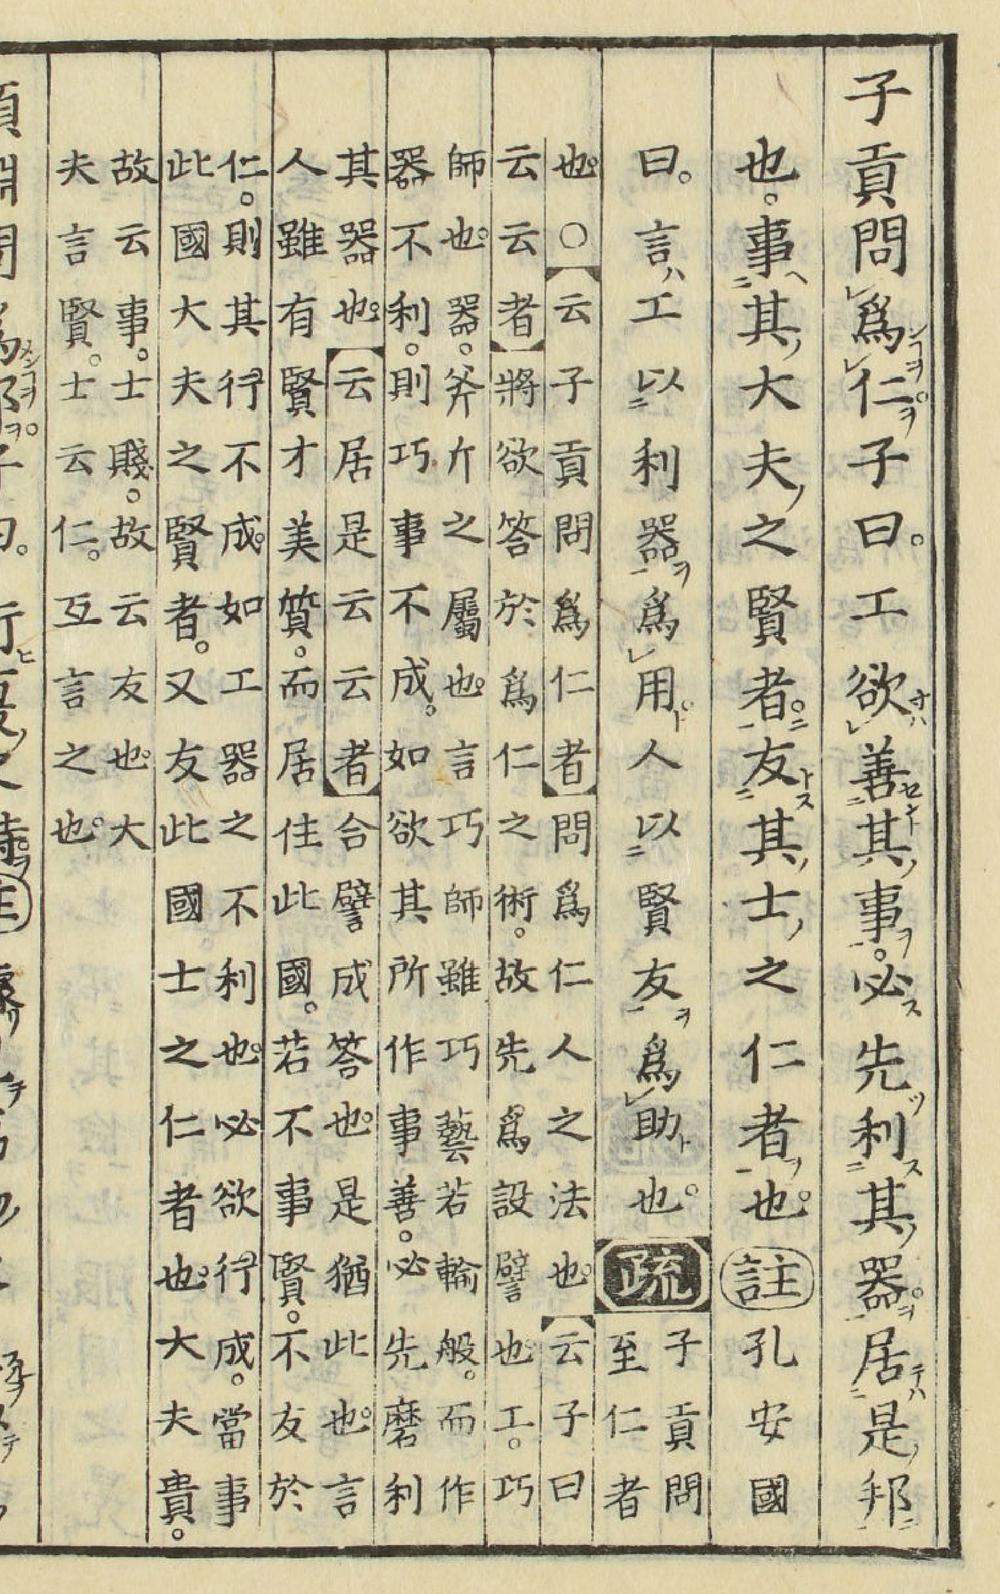 子貢問爲仁子曰工欲善其事必先利其器居是邦
也事其大夫之賢者友其士之仁者也註孔安國
曰言工以利器爲用人以賢友爲助也疏子貢問
至仁者
也○云子貢問爲仁者問爲仁人之法也云子曰
云云者將欲答於爲仁之術故先爲設譬也工巧
師也器斧斤之屬也言巧師雖巧藝若輪般而作
器不利則巧事不成如欲其所作事善必先磨利
其器也云居是云云者合譬成答也是猶此也言
人雖有賢才美質而居住此國若不事賢不友於
仁則其行不成如工器之不利也必欲行成當事
此國大夫之賢者又友此國士之仁者也大夫貴
故云事士賤故云友也大
夫言賢士云仁互言之也